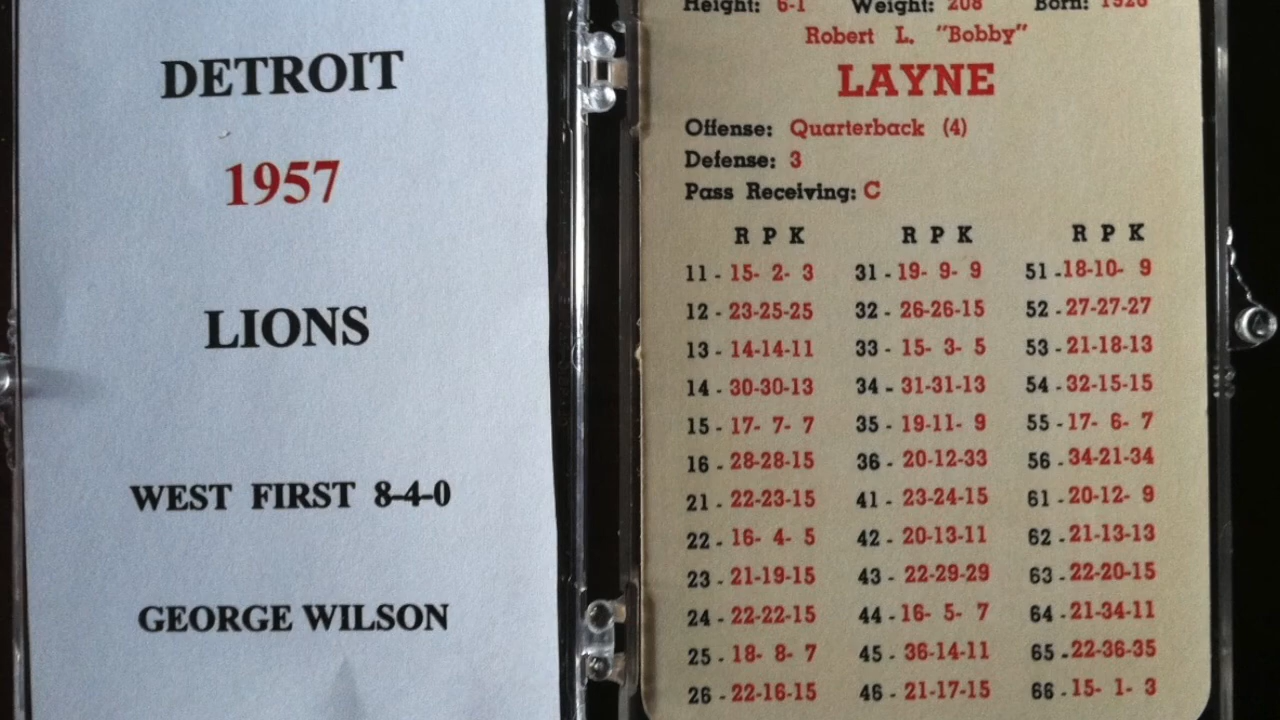 DETROIT
1957
LIONS
WEST FIRST 8-4-0
GEORGE WILSON
Height: 6-1 Weight: 208 Born: 1926
Robert L. "Bobby"
LAYNE
Offense: Quarterback (4)
Defense: 3
Pass Receiving: C
R P K R P K R P K
11 - 15- 2- 3 31 - 19- 9- 9 51 - 18-10- 9
12 - 23-25-25 32 - 26-26-15 52 - 27-27-27
13 - 14-14-11 33 - 15- 3- 5 53 - 21-18-13
14 - 30-30-13 34 - 31-31-13 54 - 32-15-15
15 - 17- 7- 7 35 - 19-11- 9 55 - 17- 6- 7
16 - 28-28-15 36 - 20-12-33 56 - 34-21-34
21 - 22-23-15 41 - 23-24-15 61 - 20-12- 9
22 - 16- 4- 5 42 - 20-13-11 62 - 21-13-13
23 - 21-19-15 43 - 22-29-29 63 - 22-20-15
24 - 22-22-15 44 - 16- 5- 7 64 - 21-34-11
25 - 18- 8- 7 45 - 36-14-11 65 - 22-36-35
26 - 22-16-15 46 - 21-17-15 66 - 15- 1- 3